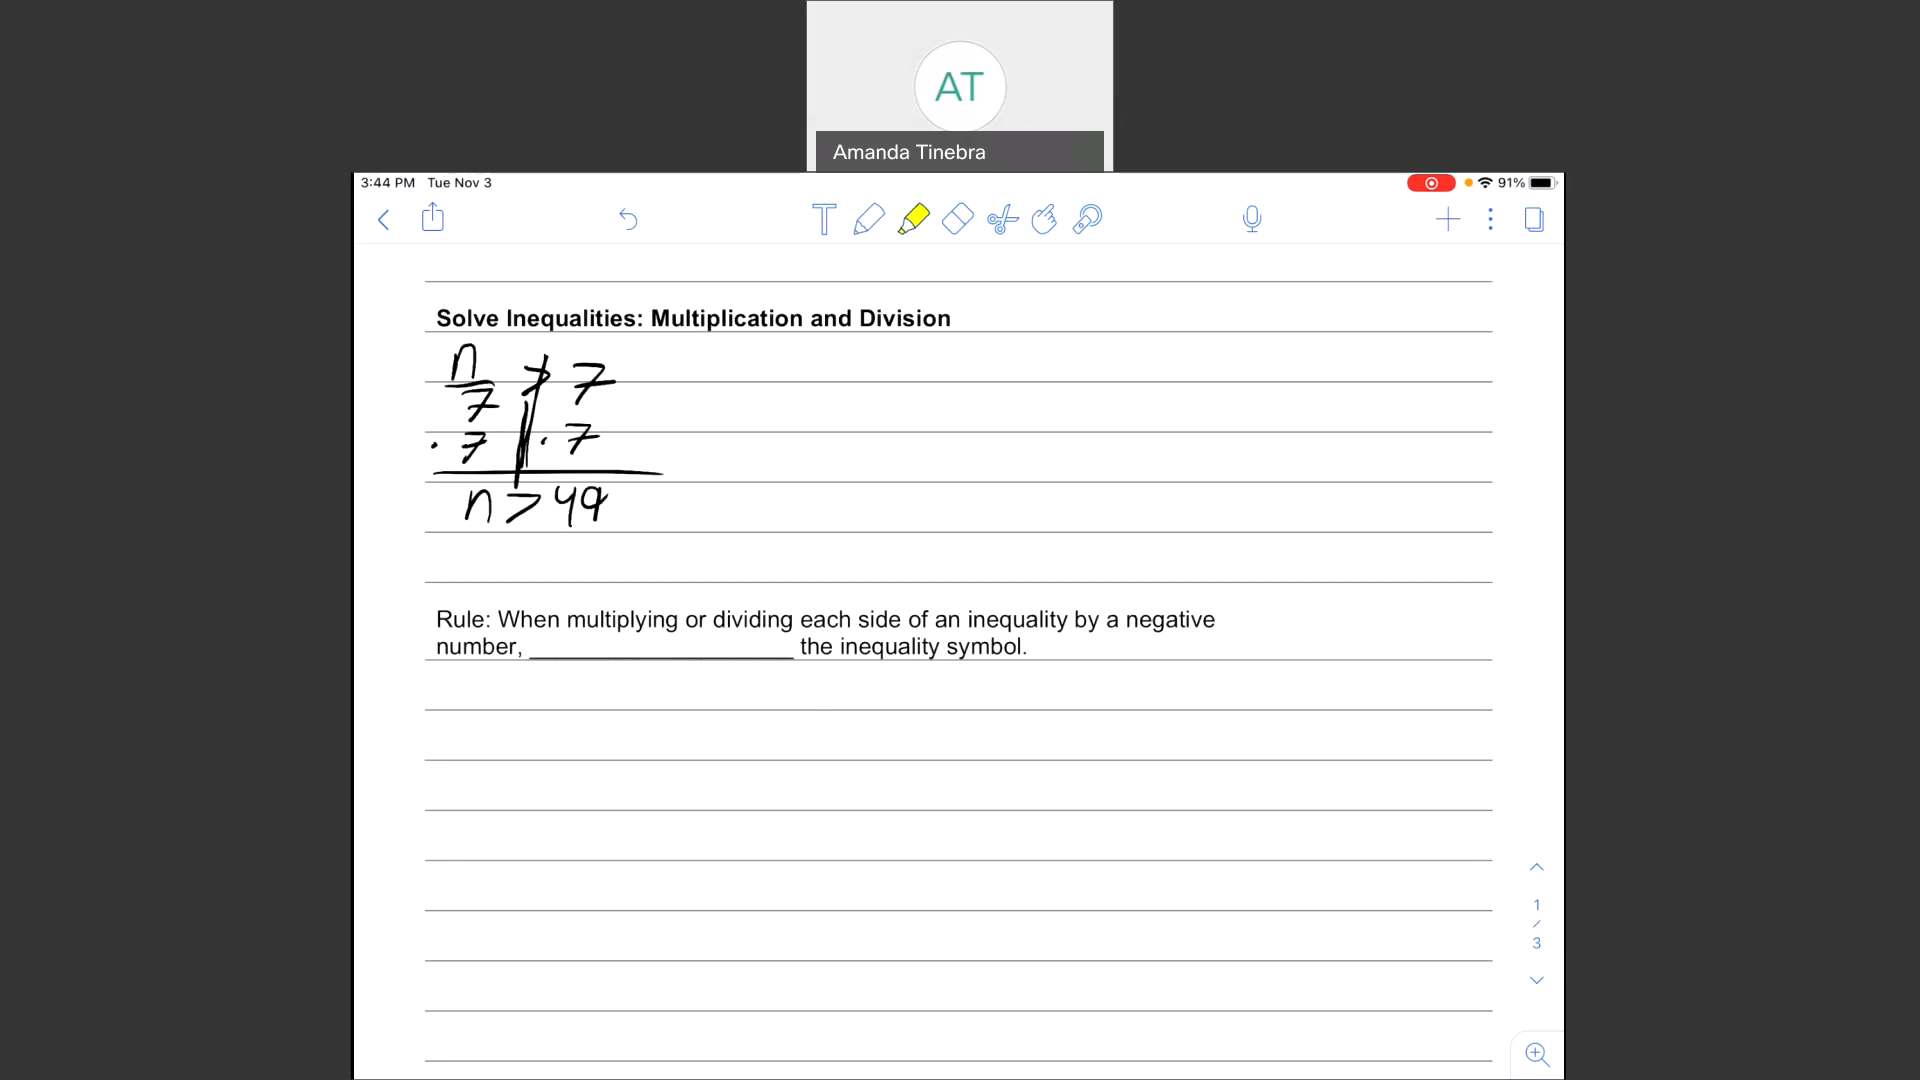 AT
Amanda Tinebra
3:44 PM Tue Nov 3
91%
T
Solve Inequalities: Multiplication and Division
n/7 > 7
· 7 | · 7
n > 49
Rule: When multiplying or dividing each side of an inequality by a negative
number, ____________________ the inequality symbol.
1
/
3